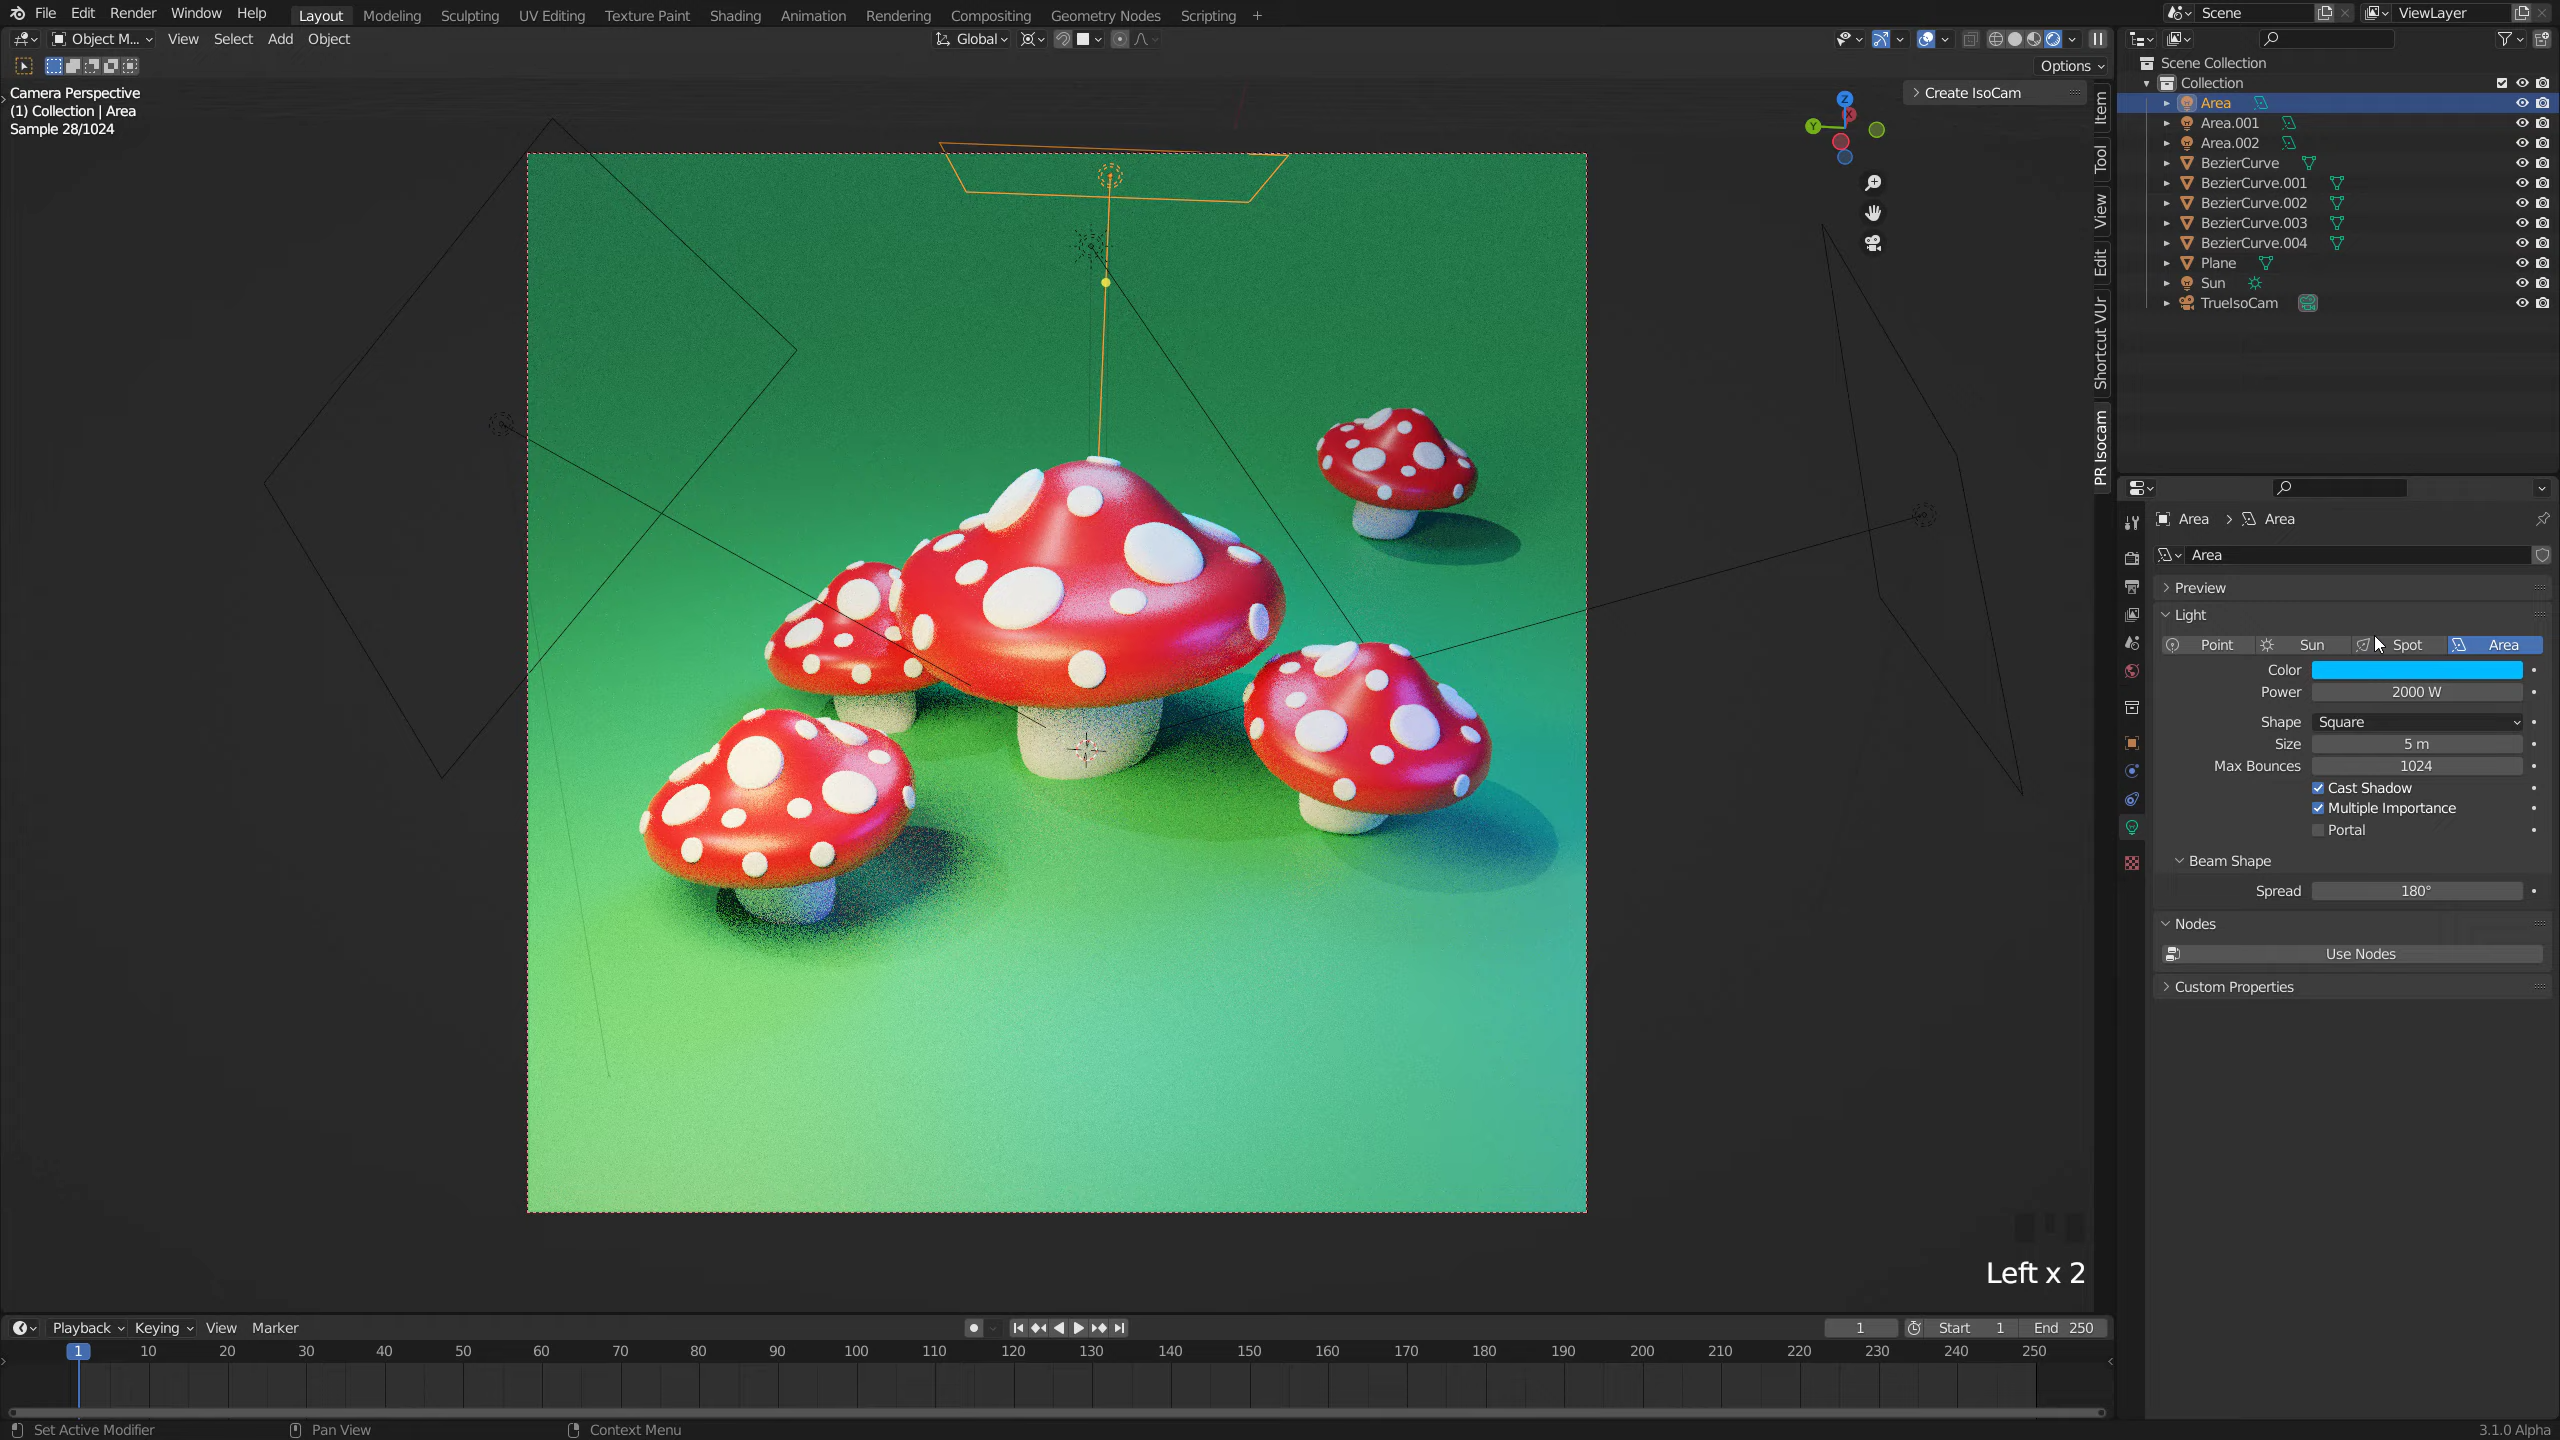 File Edit Render Window Help Layout Modeling Sculpting UV Editing Texture Paint Shading Animation Rendering Compositing Geometry Nodes Scripting + Scene ViewLayer
Object M... View Select Add Object Global
Options
Camera Perspective
(1) Collection | Area
Sample 28/1024
Create IsoCam
Z
Y
X
Item
Tool
View
Edit
Shortcut VUr
PR Isocam
Scene Collection
Collection
Area
Area.001
Area.002
BezierCurve
BezierCurve.001
BezierCurve.002
BezierCurve.003
BezierCurve.004
Plane
Sun
TrueIsoCam
Area > Area
Area
Preview
Light
Point Sun Spot Area
Color
Power 2000 W
Shape Square
Size 5 m
Max Bounces 1024
Cast Shadow
Multiple Importance
Portal
Beam Shape
Spread 180°
Nodes
Use Nodes
Custom Properties
Left x 2
Playback Keying View Marker 1 Start 1 End 250
1 10 20 30 40 50 60 70 80 90 100 110 120 130 140 150 160 170 180 190 200 210 220 230 240 250
Set Active Modifier Pan View Context Menu 3.1.0 Alpha